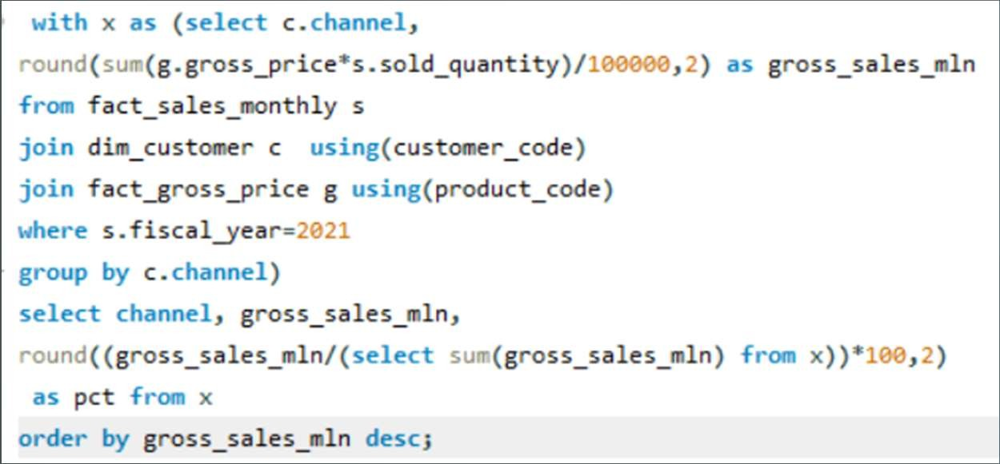 with x as (select c.channel,
round(sum(g.gross_price*s.sold_quantity)/100000,2) as gross_sales_mln
from fact_sales_monthly s
join dim_customer c  using(customer_code)
join fact_gross_price g using(product_code)
where s.fiscal_year=2021
group by c.channel)
select channel, gross_sales_mln,
round((gross_sales_mln/(select sum(gross_sales_mln) from x))*100,2)
as pct from x
order by gross_sales_mln desc;